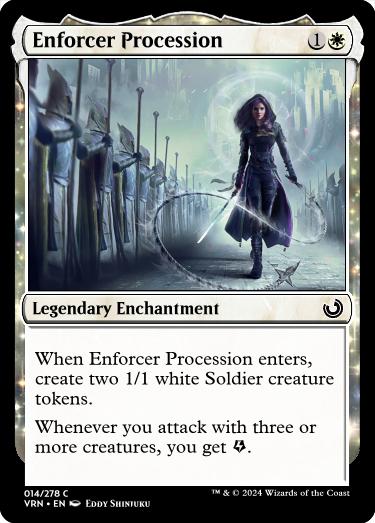 Enforcer Procession 1
Legendary Enchantment
When Enforcer Procession enters,
create two 1/1 white Soldier creature
tokens.
Whenever you attack with three or
more creatures, you get .
014/278 C
VRN • EN Eddy Shinjuku
™ & © 2024 Wizards of the Coast